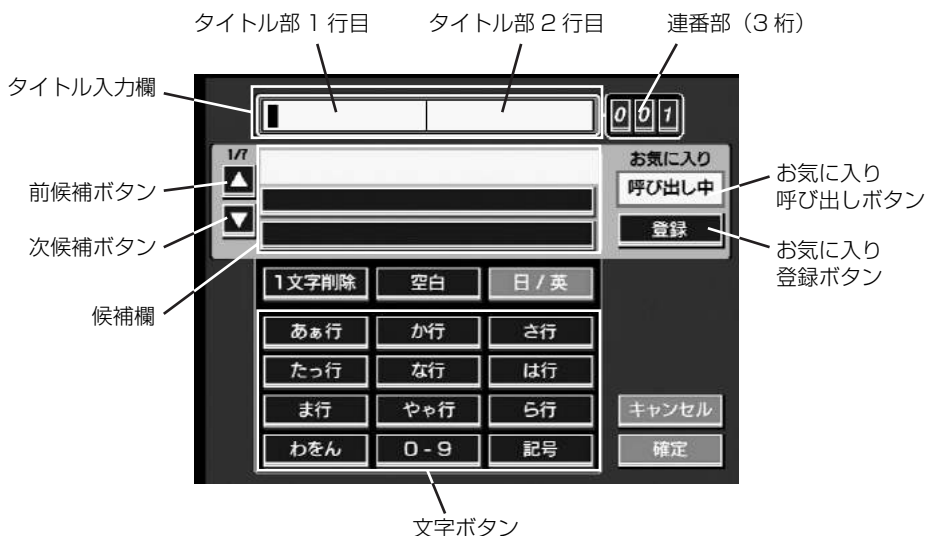 タイトル部 1 行目
タイトル部 2 行目
連番部（3 桁）
タイトル入力欄
001
1/7
お気に入り
呼び出し中
登録
前候補ボタン
次候補ボタン
候補欄
お気に入り
呼び出しボタン
お気に入り
登録ボタン
1文字削除
空白
日 / 英
あぁ行
か行
さ行
たっ行
な行
は行
ま行
やゃ行
ら行
わをん
0 - 9
記号
キャンセル
確定
文字ボタン